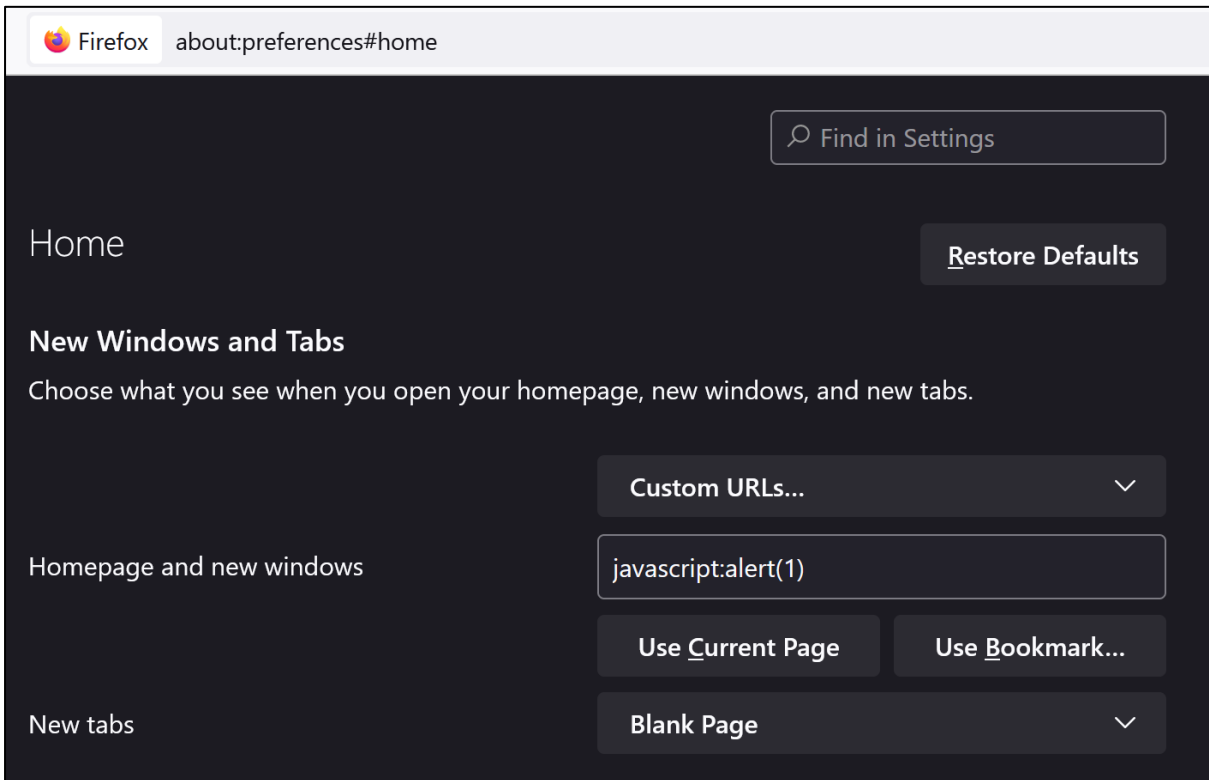 Firefox about:preferences#home
Find in Settings
Home
Restore Defaults
New Windows and Tabs
Choose what you see when you open your homepage, new windows, and new tabs.
Custom URLs...
Homepage and new windows
javascript:alert(1)
Use Current Page Use Bookmark...
New tabs Blank Page